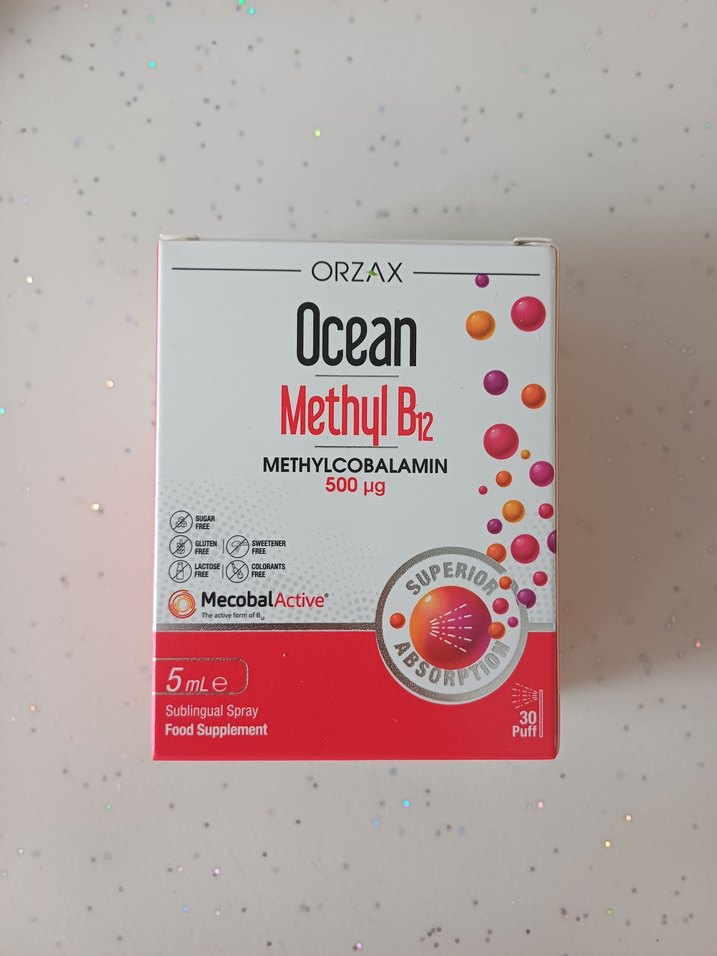 ORZAX
Ocean
Methyl B12
METHYLCOBALAMIN
500 µg
SUGAR
FREE
GLUTEN
FREE
SWEETENER
FREE
LACTOSE
FREE
COLORANTS
FREE
MecobalActive®
The active form of B12
SUPERIOR
ABSORPTION
5 mL ℮
Sublingual Spray
Food Supplement
30
Puff